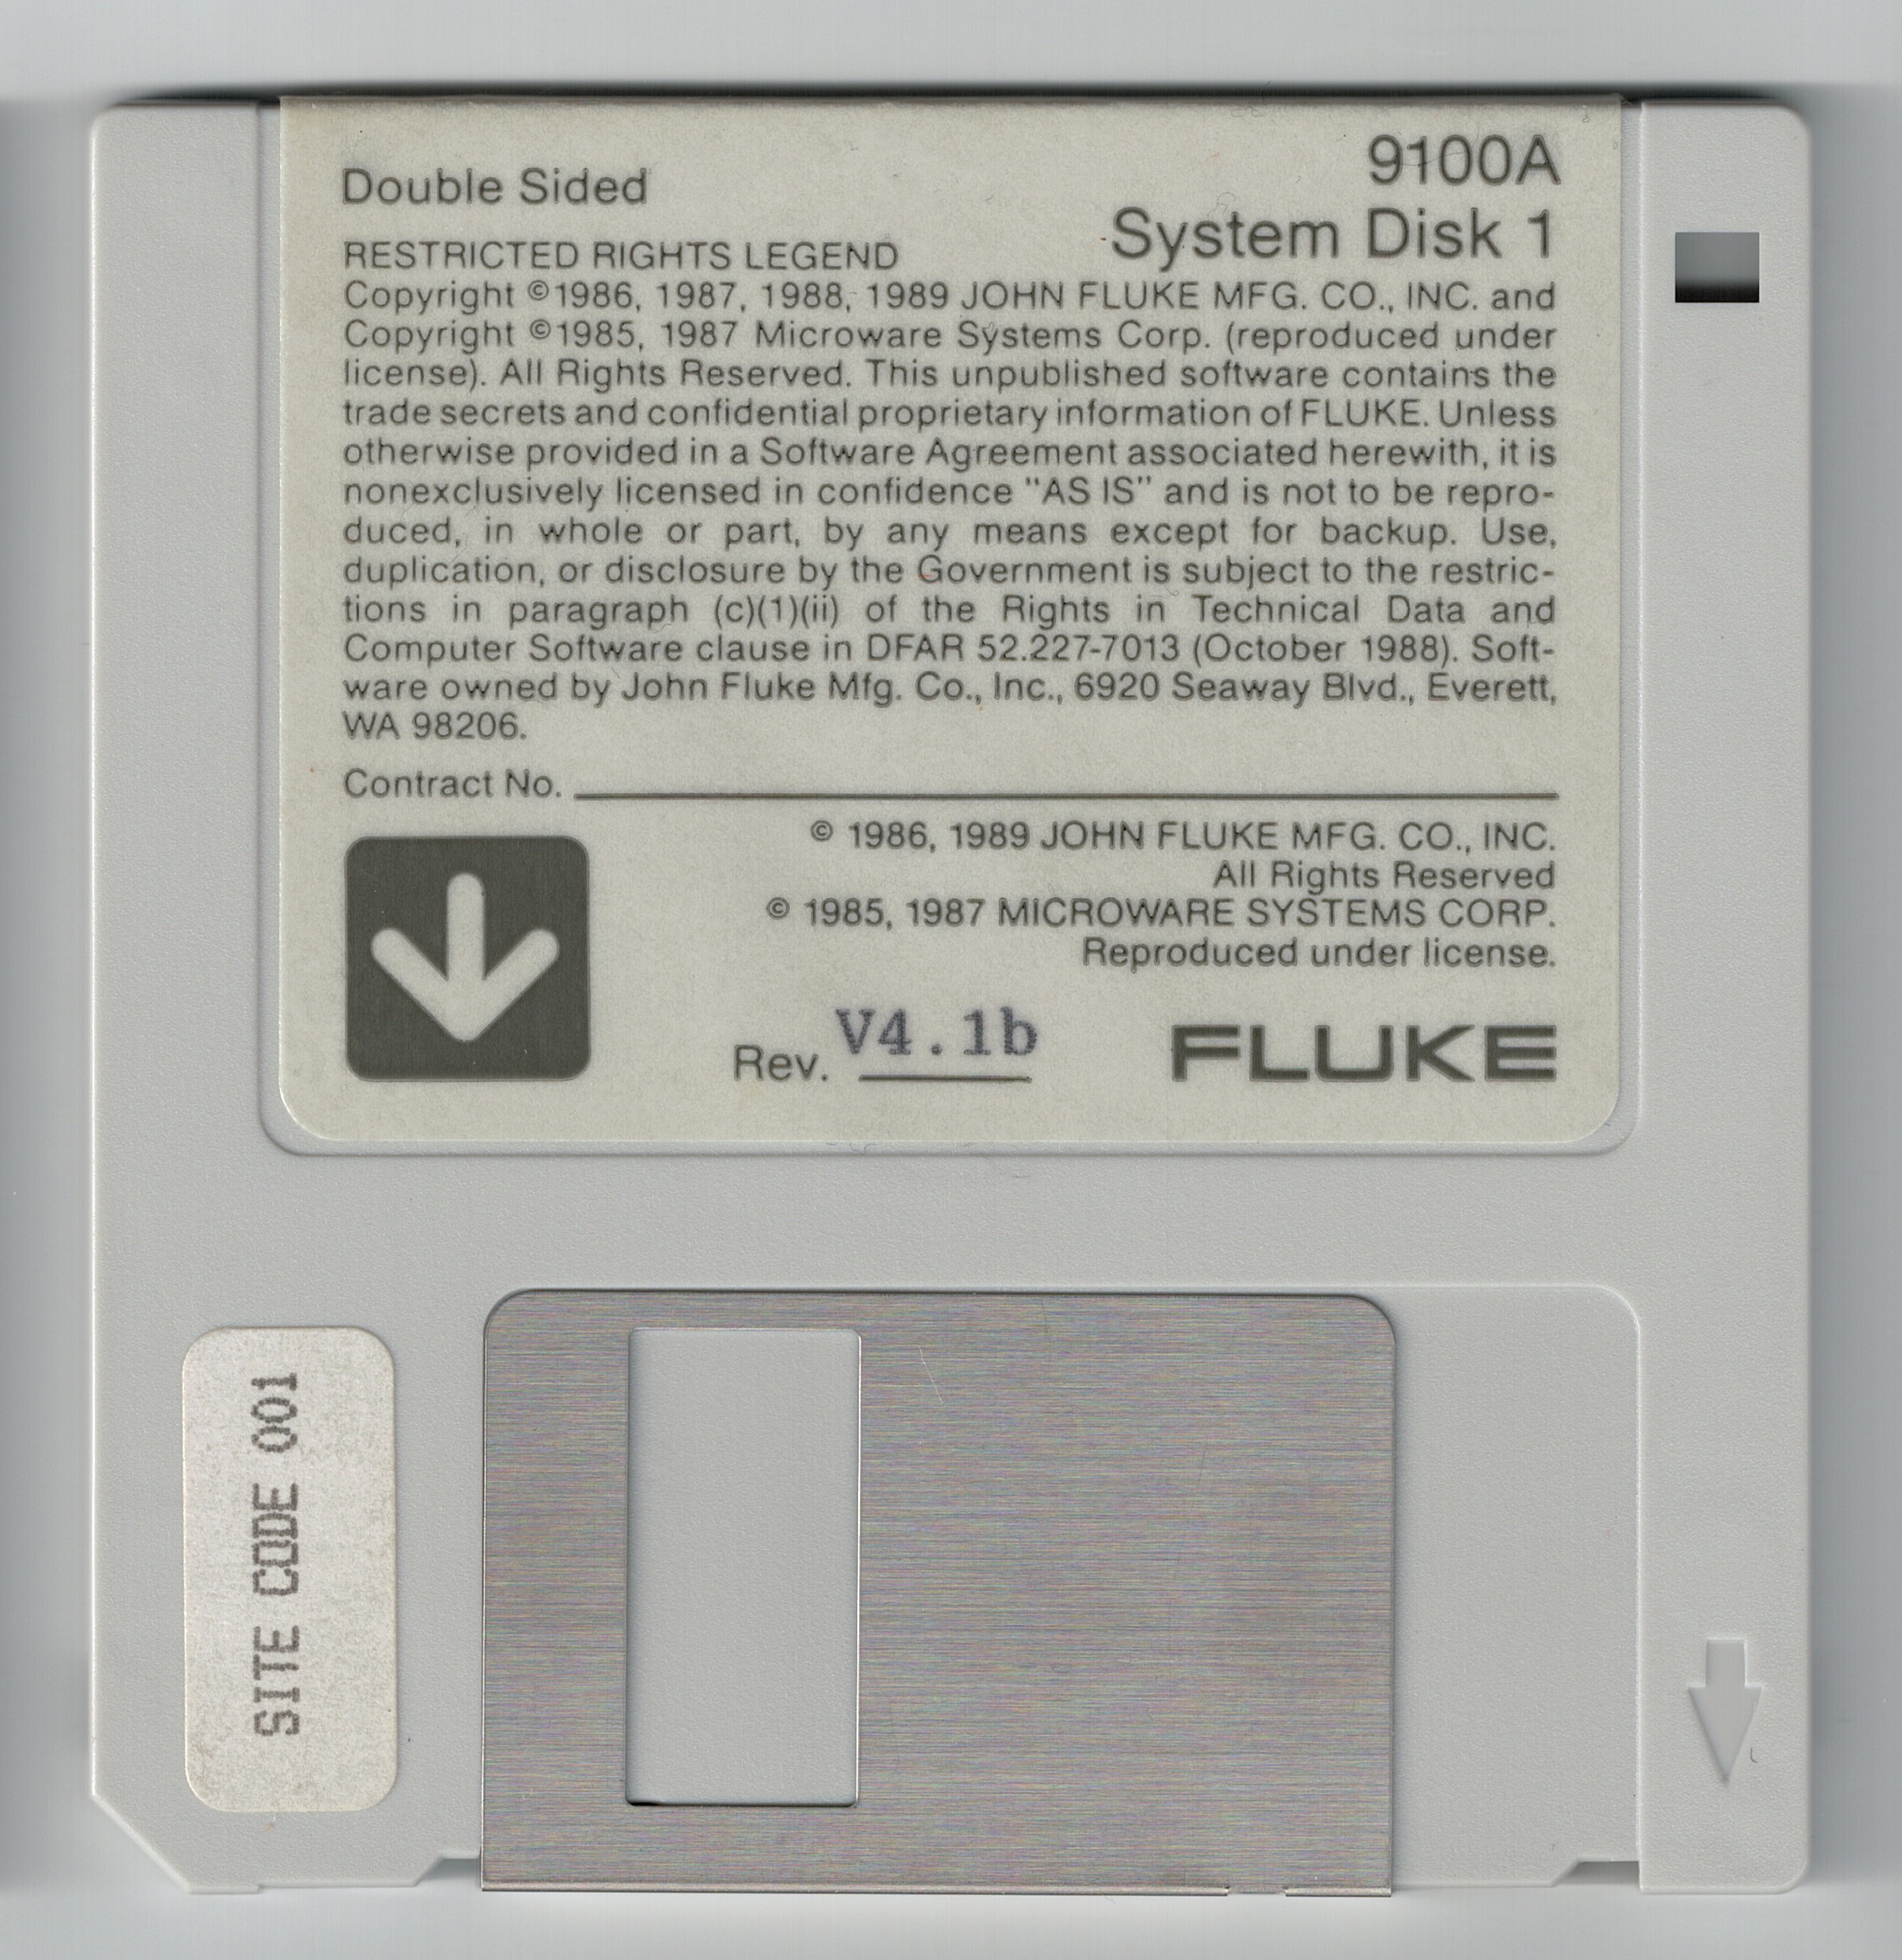 Double Sided
9100A
System Disk 1
RESTRICTED RIGHTS LEGEND
Copyright ©1986, 1987, 1988, 1989 JOHN FLUKE MFG. CO., INC. and
Copyright ©1985, 1987 Microware Systems Corp. (reproduced under
license). All Rights Reserved. This unpublished software contains the
trade secrets and confidential proprietary information of FLUKE. Unless
otherwise provided in a Software Agreement associated herewith, it is
nonexclusively licensed in confidence "AS IS" and is not to be repro-
duced, in whole or part, by any means except for backup. Use,
duplication, or disclosure by the Government is subject to the restric-
tions in paragraph (c)(1)(ii) of the Rights in Technical Data and
Computer Software clause in DFAR 52.227-7013 (October 1988). Soft-
ware owned by John Fluke Mfg. Co., Inc., 6920 Seaway Blvd., Everett,
WA 98206.
Contract No.
© 1986, 1989 JOHN FLUKE MFG. CO., INC.
All Rights Reserved
© 1985, 1987 MICROWARE SYSTEMS CORP.
Reproduced under license.
Rev. V4.1b
FLUKE
SITE CODE 001